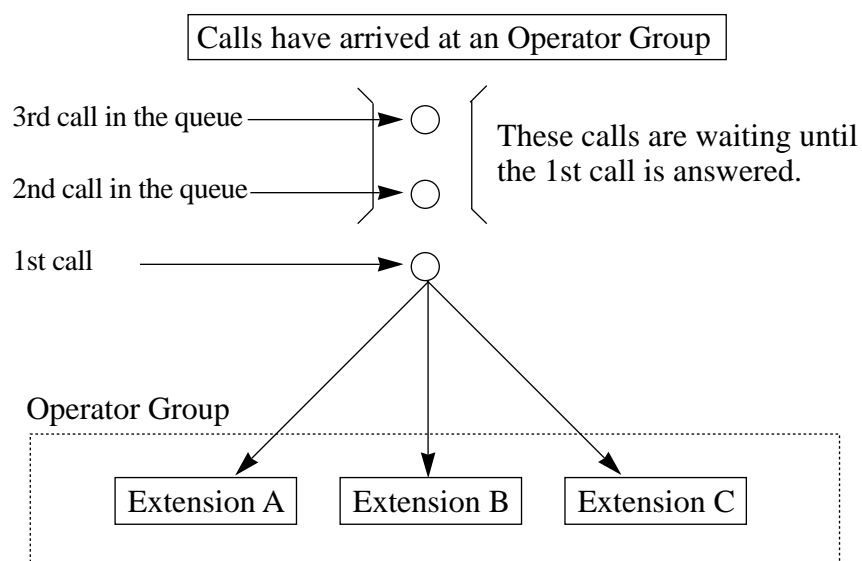 Calls have arrived at an Operator Group
3rd call in the queue
These calls are waiting until
the 1st call is answered.
2nd call in the queue
1st call
Operator Group
Extension A
Extension B
Extension C